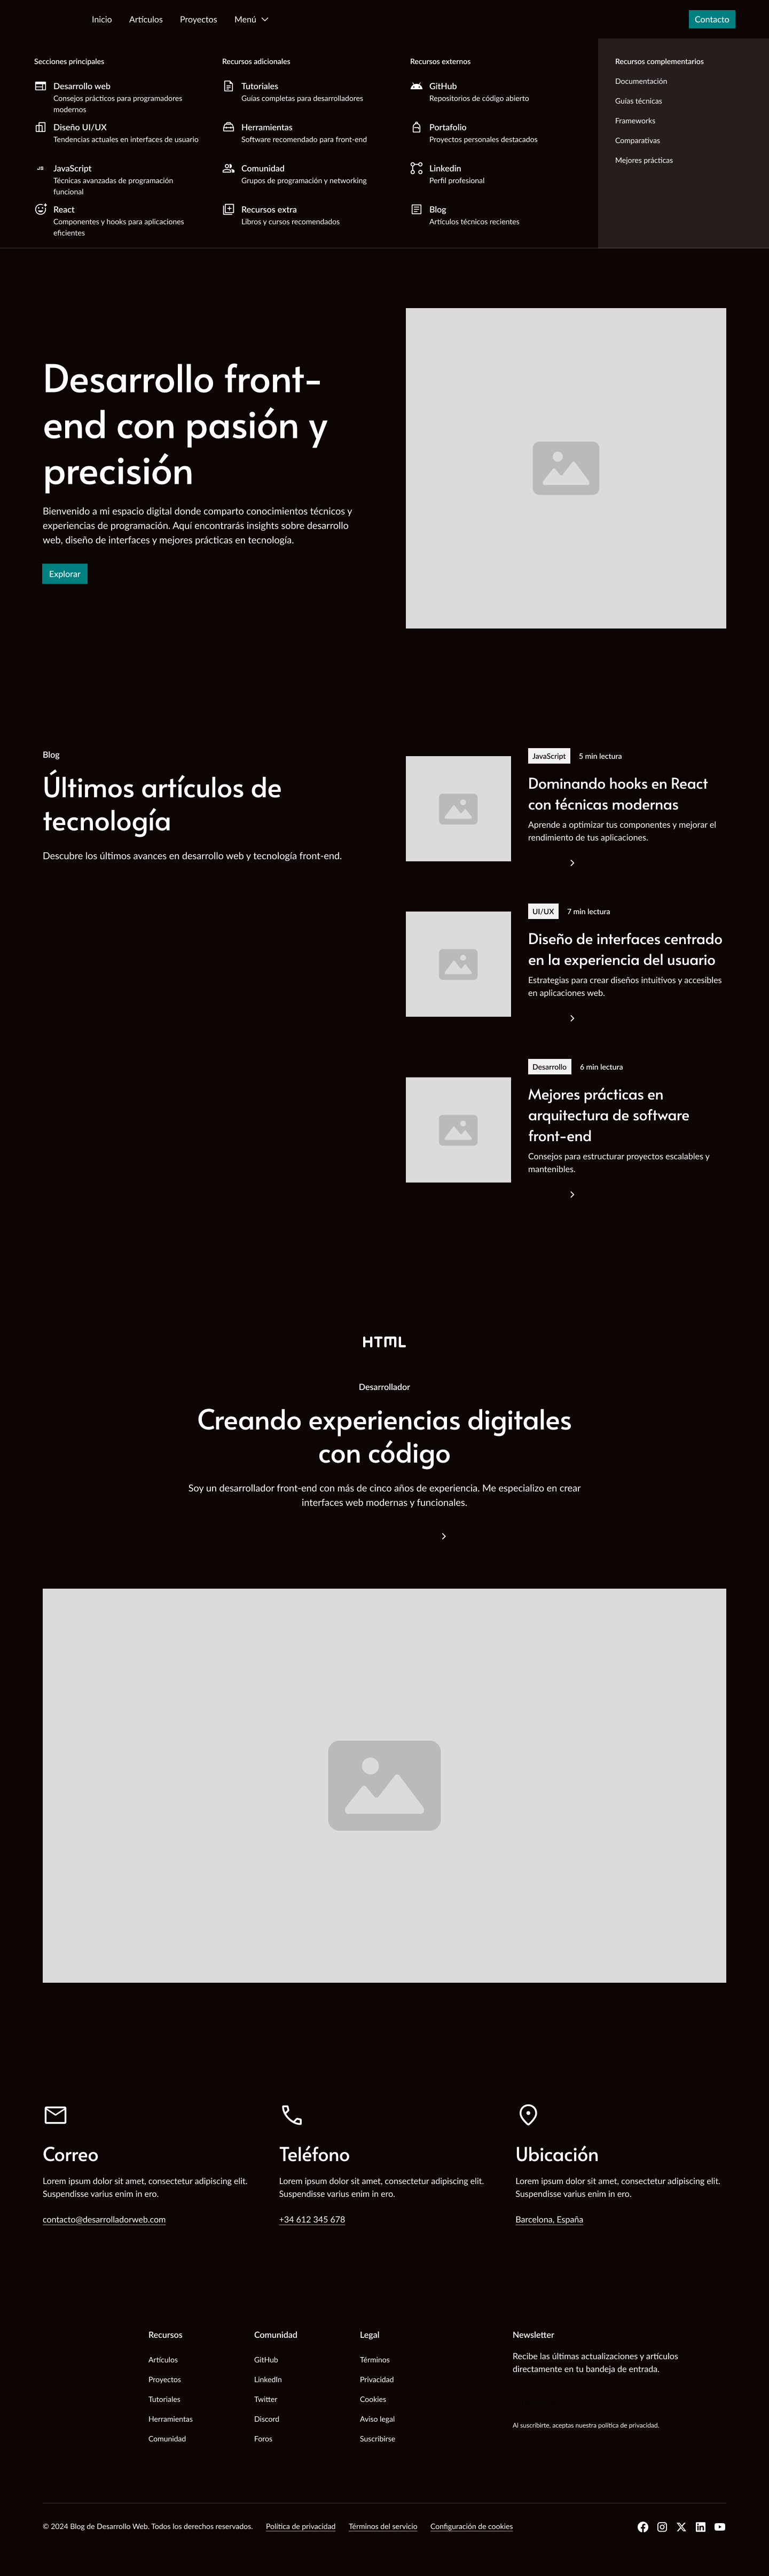 Inicio
Artículos
Proyectos
Menú
Contacto
Secciones principales
Desarrollo web
Consejos prácticos para programadores
modernos
Diseño UI/UX
Tendencias actuales en interfaces de usuario
JS
JavaScript
Técnicas avanzadas de programación
funcional
React
Componentes y hooks para aplicaciones
eficientes
Recursos adicionales
Tutoriales
Guías completas para desarrolladores
Herramientas
Software recomendado para front-end
Comunidad
Grupos de programación y networking
Recursos extra
Libros y cursos recomendados
Recursos externos
GitHub
Repositorios de código abierto
Portafolio
Proyectos personales destacados
Linkedin
Perfil profesional
Blog
Artículos técnicos recientes
Recursos complementarios
Documentación
Guías técnicas
Frameworks
Comparativas
Mejores prácticas
Desarrollo front-
end con pasión y
precisión
Bienvenido a mi espacio digital donde comparto conocimientos técnicos y
experiencias de programación. Aquí encontrarás insights sobre desarrollo
web, diseño de interfaces y mejores prácticas en tecnología.
Explorar
Blog
Últimos artículos de
tecnología
Descubre los últimos avances en desarrollo web y tecnología front-end.
JavaScript
5 min lectura
Dominando hooks en React
con técnicas modernas
Aprende a optimizar tus componentes y mejorar el
rendimiento de tus aplicaciones.
UI/UX
7 min lectura
Diseño de interfaces centrado
en la experiencia del usuario
Estrategias para crear diseños intuitivos y accesibles
en aplicaciones web.
Desarrollo
6 min lectura
Mejores prácticas en
arquitectura de software
front-end
Consejos para estructurar proyectos escalables y
mantenibles.
HTML
Desarrollador
Creando experiencias digitales
con código
Soy un desarrollador front-end con más de cinco años de experiencia. Me especializo en crear
interfaces web modernas y funcionales.
Correo
Lorem ipsum dolor sit amet, consectetur adipiscing elit.
Suspendisse varius enim in ero.
contacto@desarrolladorweb.com
Teléfono
Lorem ipsum dolor sit amet, consectetur adipiscing elit.
Suspendisse varius enim in ero.
+34 612 345 678
Ubicación
Lorem ipsum dolor sit amet, consectetur adipiscing elit.
Suspendisse varius enim in ero.
Barcelona, España
Recursos
Artículos
Proyectos
Tutoriales
Herramientas
Comunidad
Comunidad
GitHub
LinkedIn
Twitter
Discord
Foros
Legal
Términos
Privacidad
Cookies
Aviso legal
Suscribirse
Newsletter
Recibe las últimas actualizaciones y artículos
directamente en tu bandeja de entrada.
Al suscribirte, aceptas nuestra política de privacidad.
© 2024 Blog de Desarrollo Web. Todos los derechos reservados.
Política de privacidad
Términos del servicio
Configuración de cookies